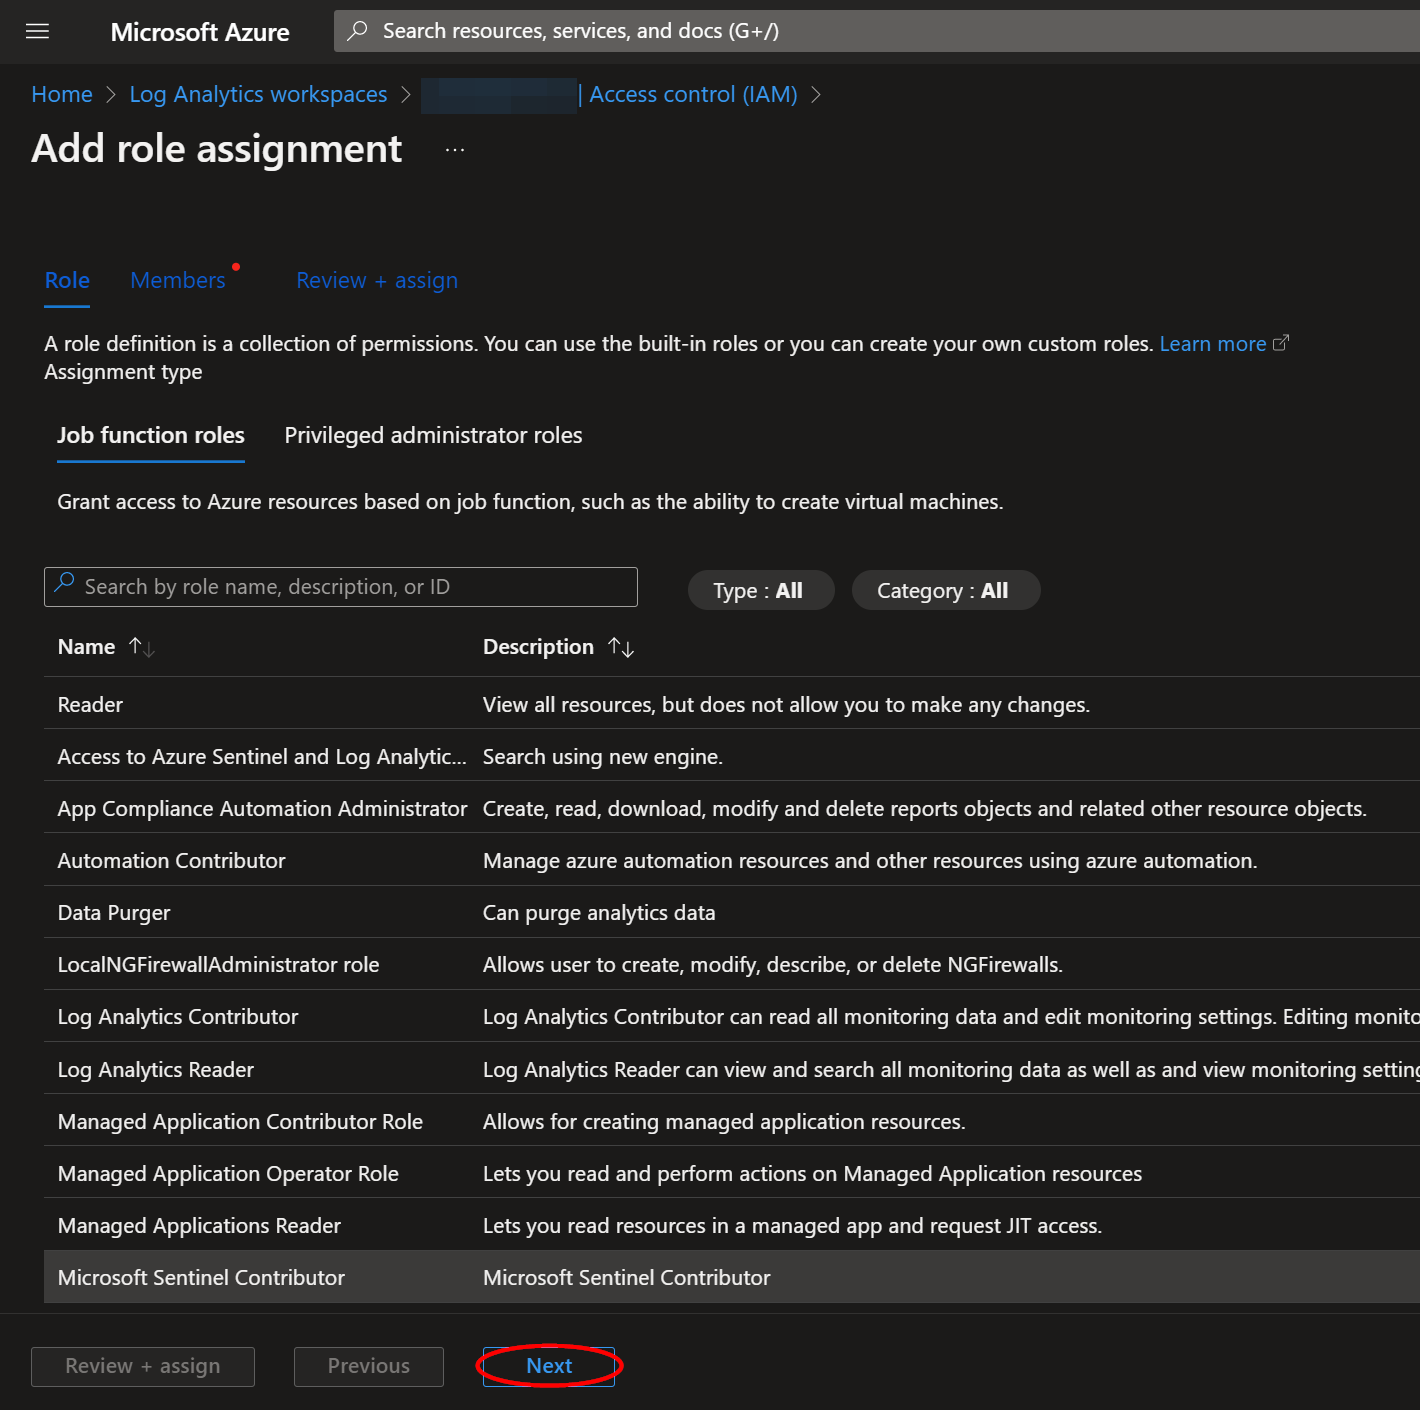 Microsoft Azure
Search resources, services, and docs (G+/)
Home > Log Analytics workspaces > | Access control (IAM) >
Add role assignment ...
Role Members Review + assign
A role definition is a collection of permissions. You can use the built-in roles or you can create your own custom roles. Learn more
Assignment type
Job function roles Privileged administrator roles
Grant access to Azure resources based on job function, such as the ability to create virtual machines.
Search by role name, description, or ID Type : All Category : All
Name ↑↓ Description ↑↓
Reader View all resources, but does not allow you to make any changes.
Access to Azure Sentinel and Log Analytic... Search using new engine.
App Compliance Automation Administrator Create, read, download, modify and delete reports objects and related other resource objects.
Automation Contributor Manage azure automation resources and other resources using azure automation.
Data Purger Can purge analytics data
LocalNGFirewallAdministrator role Allows user to create, modify, describe, or delete NGFirewalls.
Log Analytics Contributor Log Analytics Contributor can read all monitoring data and edit monitoring settings. Editing monito
Log Analytics Reader Log Analytics Reader can view and search all monitoring data as well as and view monitoring setting
Managed Application Contributor Role Allows for creating managed application resources.
Managed Application Operator Role Lets you read and perform actions on Managed Application resources
Managed Applications Reader Lets you read resources in a managed app and request JIT access.
Microsoft Sentinel Contributor Microsoft Sentinel Contributor
Review + assign Previous Next